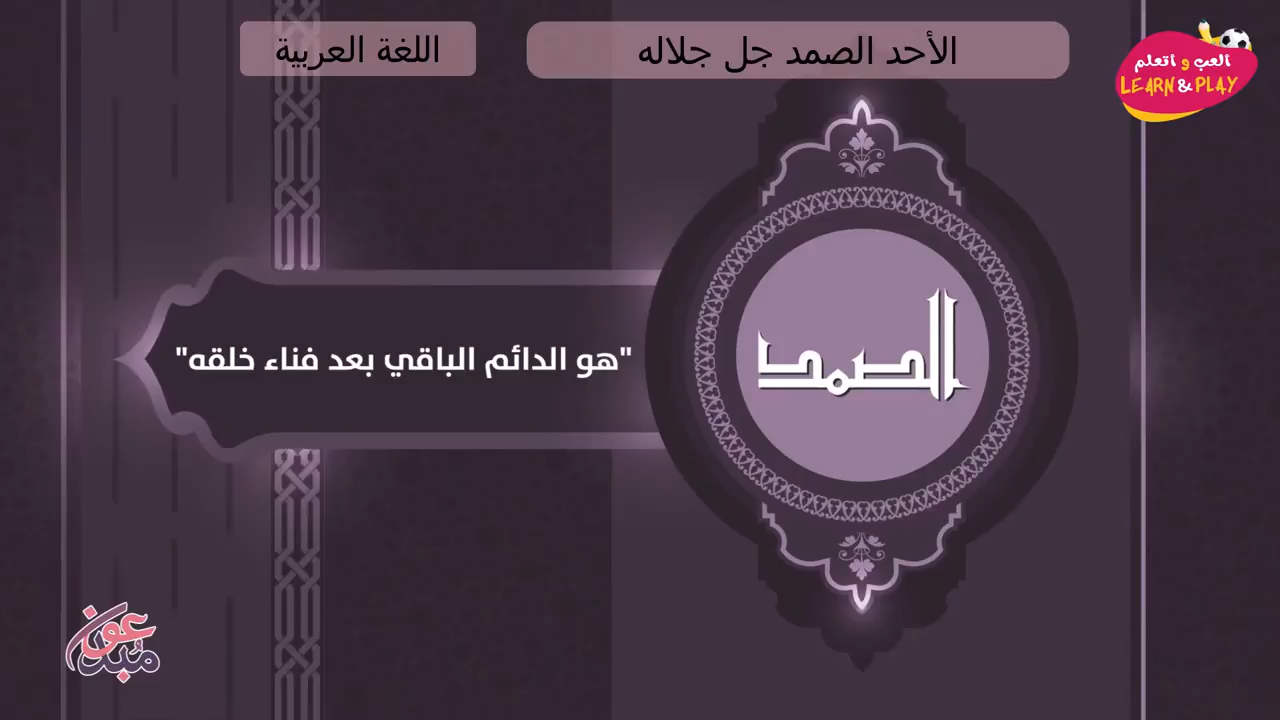 الأحد الصمد جل جلاله
اللغة العربية
العب و اتعلم
LEARN & PLAY
الصمد
"هو الدائم الباقي بعد فناء خلقه"
مبدعون